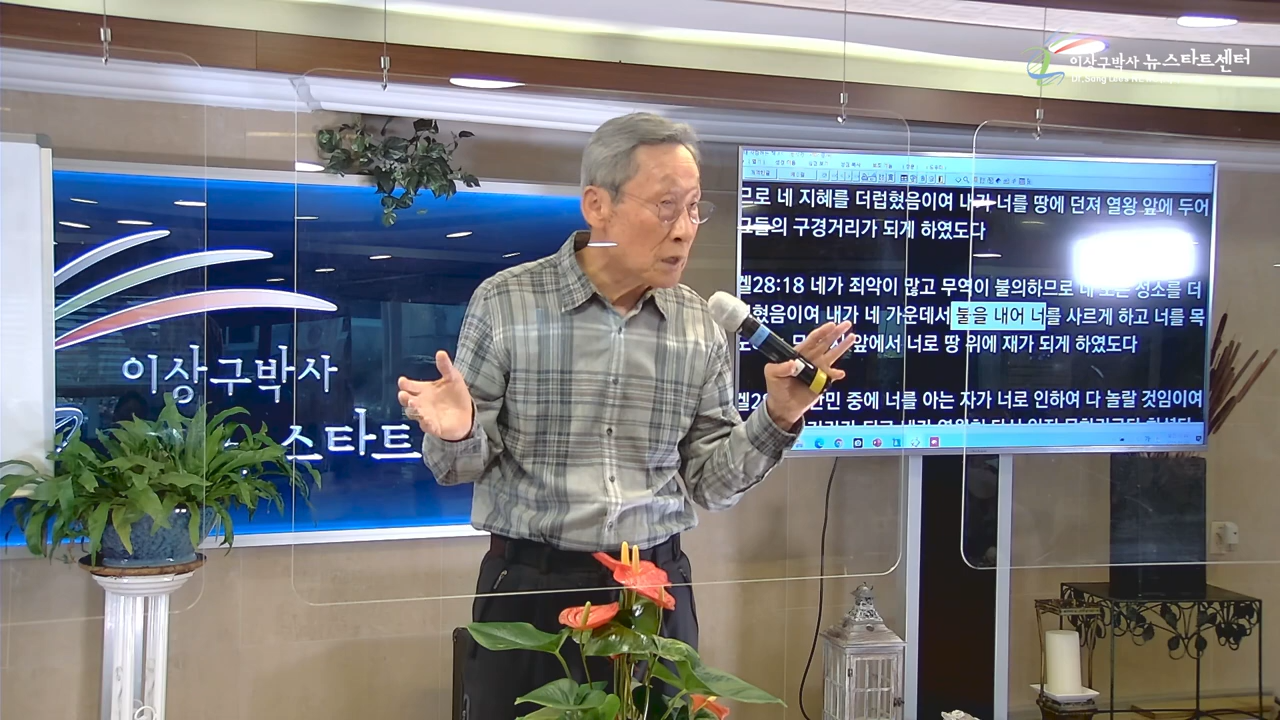 이상구박사 뉴스타트센터
이상구박사
스타트
므로 네 지혜를 더럽혔음이여 내가 너를 땅에 던져 열왕 앞에 두어
그들의 구경거리가 되게 하였도다
겔28:18 네가 죄악이 많고 무역이 불의하므로 네 모든 성소를 더
혔음이여 내가 네 가운데서 불을 내어 너를 사르게 하고 너를 목
앞에서 너로 땅 위에 재가 되게 하였도다
만민 중에 너를 아는 자가 너로 인하여 다 놀랄 것임이여